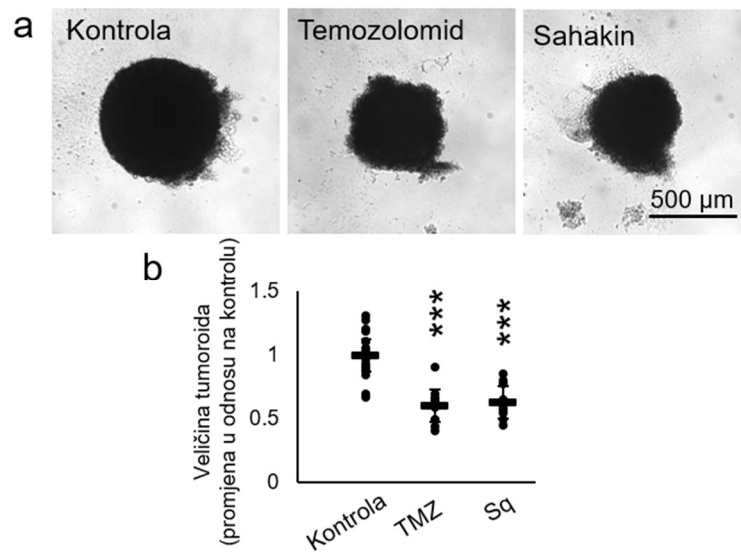 a
Kontrola
Temozolomid
Sahakin
500 µm
b
Veličina tumoroida
(promjena u odnosu na kontrolu)
1.5
1
0.5
0
***
***
Kontrola
TMZ
Sq